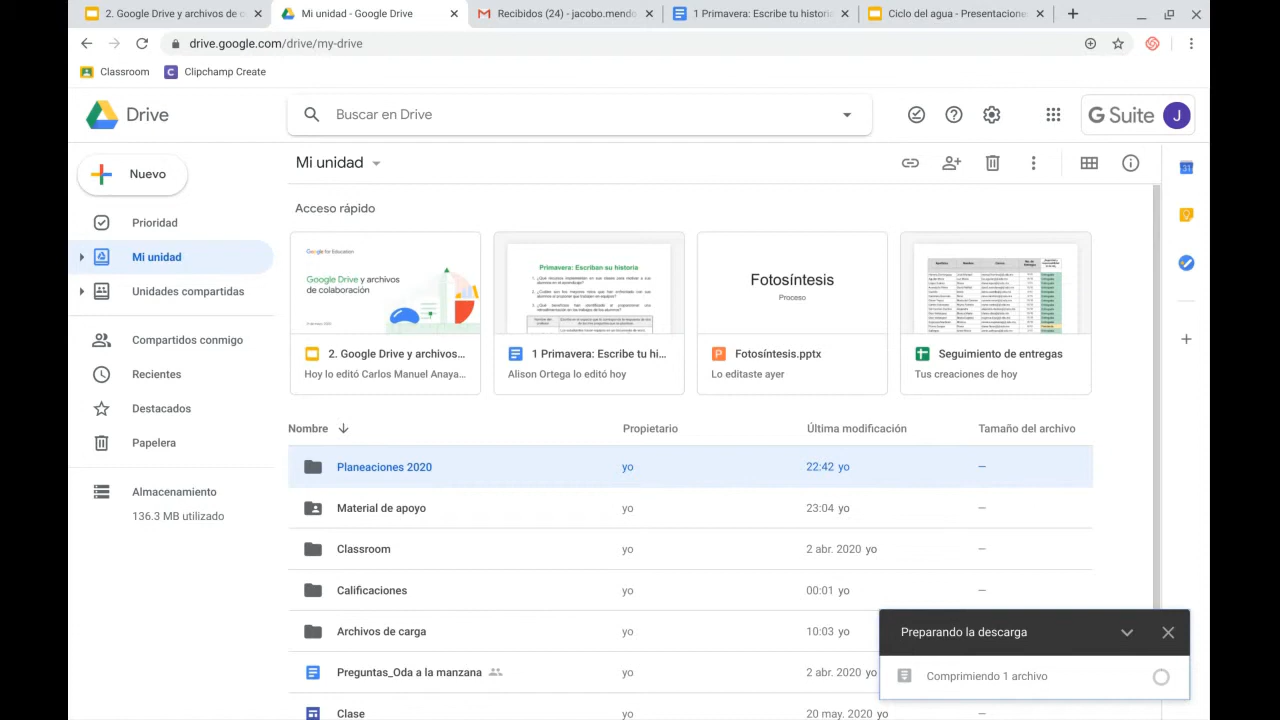 2. Google Drive y archivos de c
Mi unidad - Google Drive
Recibidos (24) - jacobo.mendo
1 Primavera: Escribe tu histori
Ciclo del agua - Presentacione
drive.google.com/drive/my-drive
Classroom
Clipchamp Create
Drive
Buscar en Drive
G Suite
J
Nuevo
Mi unidad
Prioridad
Mi unidad
Unidades compartidas
Compartidos conmigo
Recientes
Destacados
Papelera
Almacenamiento
136.3 MB utilizado
Acceso rápido
Google for Education
Google Drive y archivos
de colaboración
2. Google Drive y archivos...
Hoy lo editó Carlos Manuel Anaya...
Primavera: Escriban su historia
1 Primavera: Escribe tu hi...
Alison Ortega lo editó hoy
Fotosíntesis
Proceso
Fotosíntesis.pptx
Lo editaste ayer
Seguimiento de entregas
Tus creaciones de hoy
Nombre
Propietario
Última modificación
Tamaño del archivo
Planeaciones 2020
yo
22:42 yo
—
Material de apoyo
yo
23:04 yo
—
Classroom
yo
2 abr. 2020 yo
—
Calificaciones
yo
00:01 yo
Archivos de carga
yo
10:03 yo
Preguntas_Oda a la manzana
yo
2 abr. 2020 yo
Clase
yo
20 may. 2020 yo
Preparando la descarga
Comprimiendo 1 archivo
31